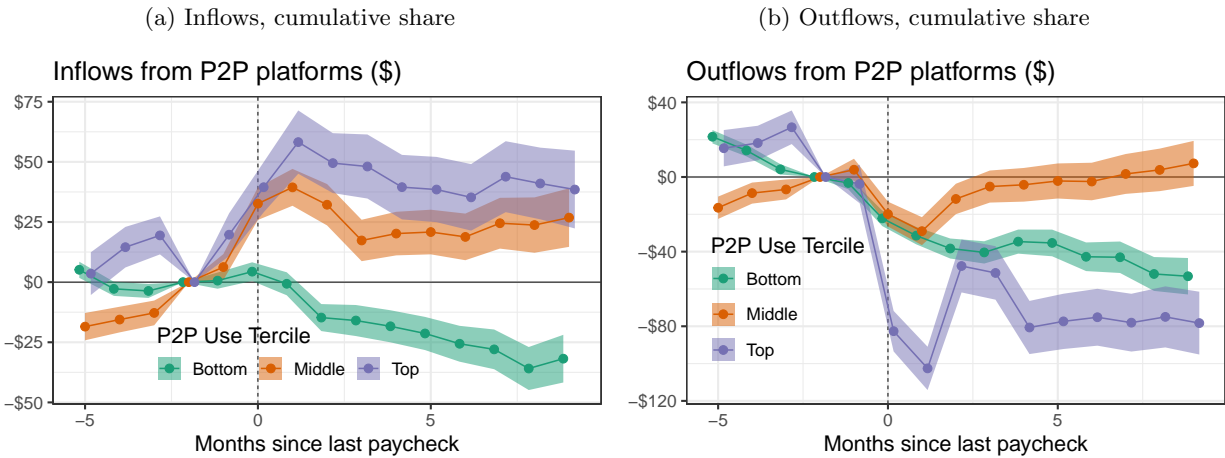 (a) Inflows, cumulative share
Inflows from P2P platforms ($)
$75
$50
$25
$0
−$25
−$50
P2P Use Tercile
Bottom Middle Top
−5 0 5
Months since last paycheck
(b) Outflows, cumulative share
Outflows from P2P platforms ($)
$40
$0
−$40
−$80
−$120
P2P Use Tercile
Bottom
Middle
Top
−5 0 5
Months since last paycheck